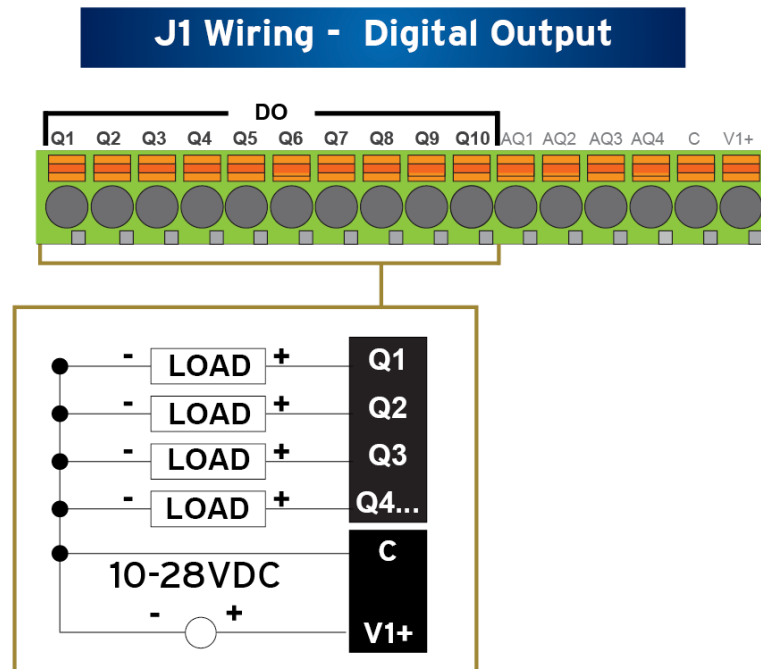 J1 Wiring - Digital Output
DO
Q1 Q2 Q3 Q4 Q5 Q6 Q7 Q8 Q9 Q10 AQ1 AQ2 AQ3 AQ4 C V1+
- LOAD + Q1
- LOAD + Q2
- LOAD + Q3
- LOAD + Q4...
C
10-28VDC
- + V1+